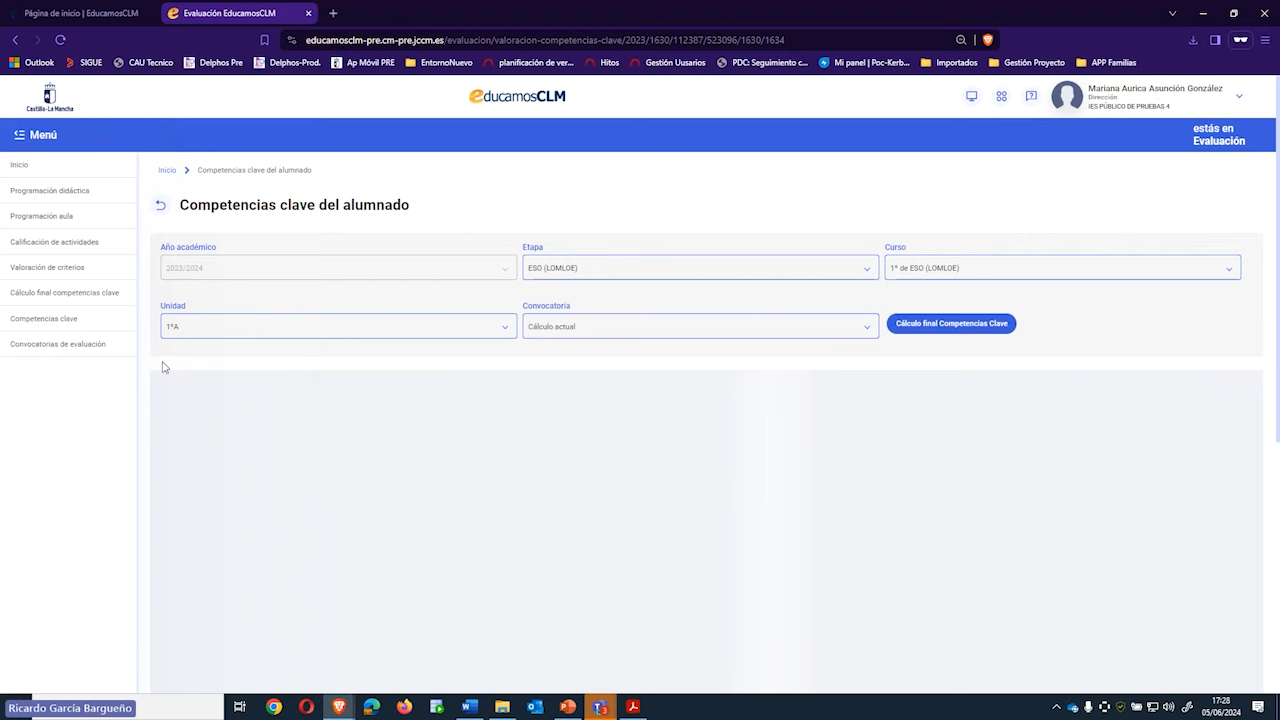 Página de inicio | EducamosCLM
Evaluación EducamosCLM
educamosclm-pre.cm-pre.jccm.es/evaluacion/valoracion-competencias-clave/2023/1630/112387/523096/1630/1634
Outlook
SIGUE
CAU Tecnico
Delphos Pre
Delphos-Prod.
Ap Móvil PRE
EntornoNuevo
planificación de ver...
Hitos
Gestión Usuarios
PDC: Seguimiento c...
Mi panel | Poc-Kerb...
Importados
Gestión Proyecto
APP Familias
Castilla-La Mancha
educamosCLM
Mariana Aurica Asunción González
Dirección
IES PÚBLICO DE PRUEBAS 4
Menú
estás en
Evaluación
Inicio
Programación didáctica
Programación aula
Calificación de actividades
Valoración de criterios
Cálculo final competencias clave
Competencias clave
Convocatorias de evaluación
Inicio
Competencias clave del alumnado
Competencias clave del alumnado
Año académico
Etapa
Curso
2023/2024
ESO (LOMLOE)
1º de ESO (LOMLOE)
Unidad
Convocatoria
1ºA
Cálculo actual
Cálculo final Competencias Clave
Ricardo García Bargueño
17:28
05/06/2024